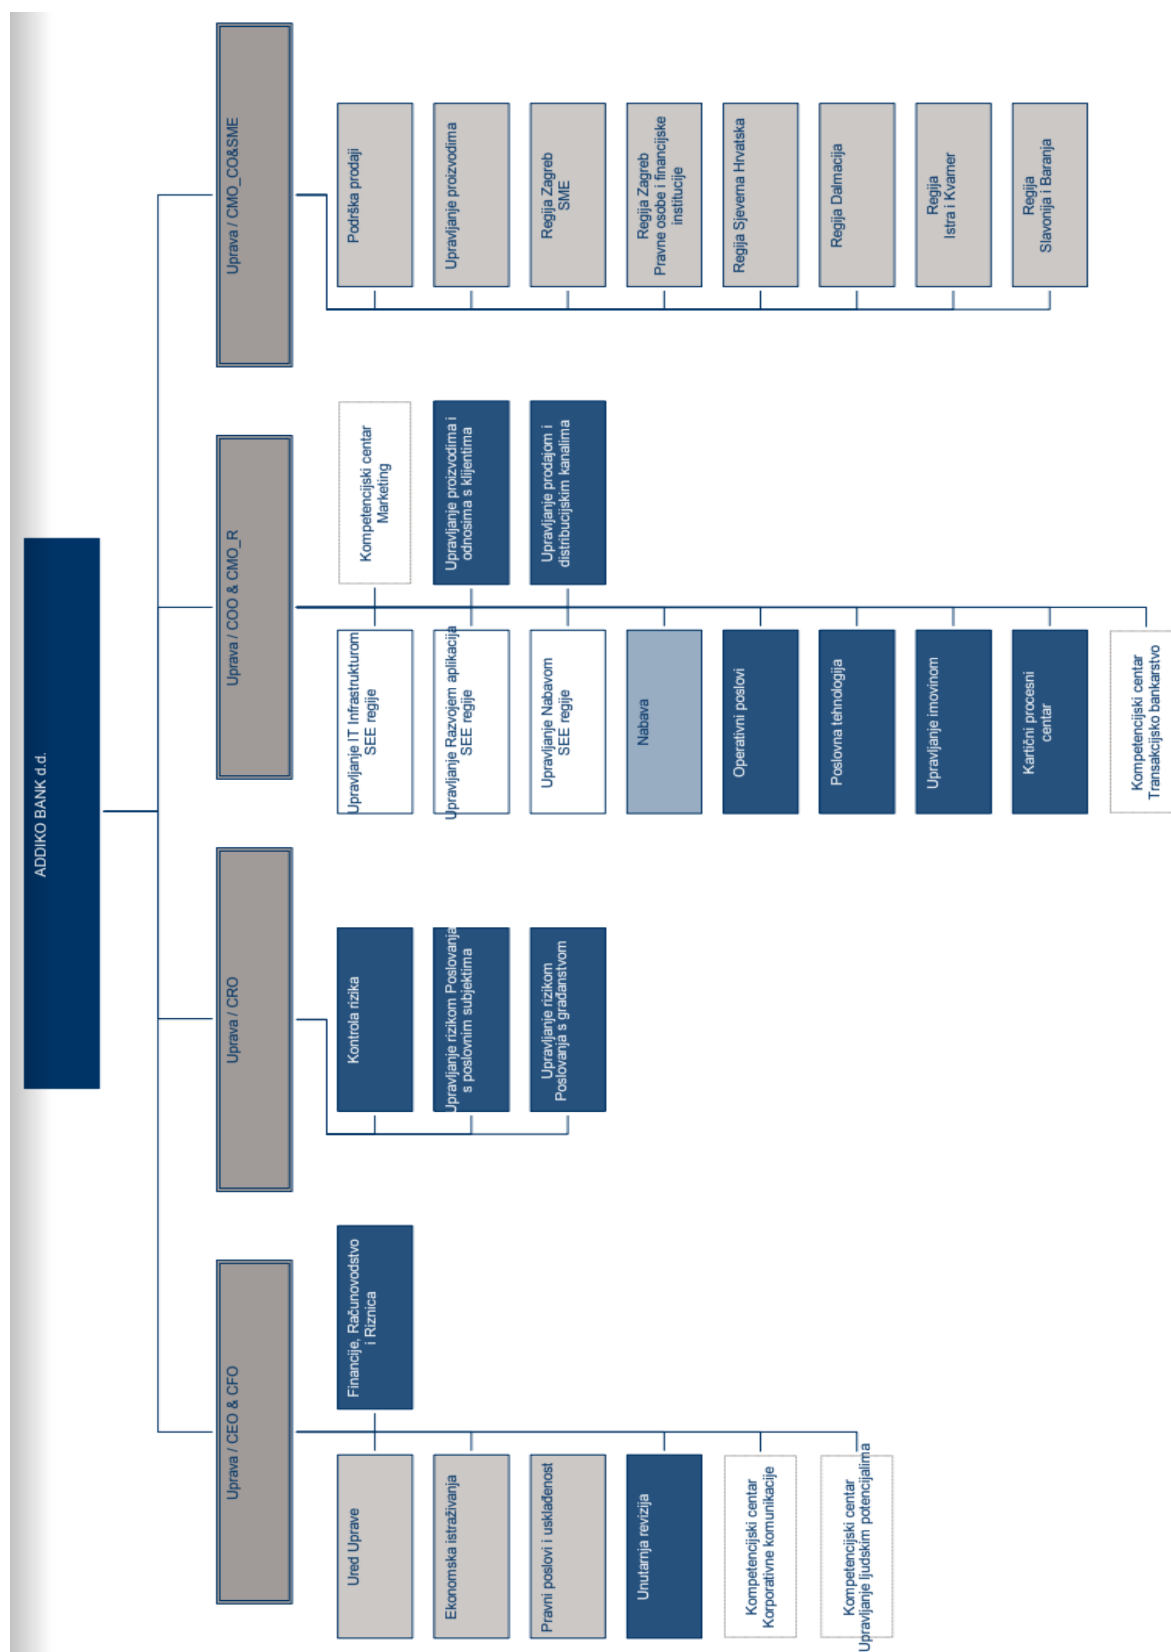 ADDIKO BANK d.d.
Uprava / CEO & CFO
Uprava / CRO
Uprava / COO & CMO_R
Uprava / CMO_CO&SME
Ured Uprave
Financije, Računovodstvo
i Riznica
Ekonomska istraživanja
Pravni poslovi i usklađenost
Unutarnja revizija
Kompetencijski centar
Korporativne komunikacije
Kompetencijski centar
Upravljanje ljudskim potencijalima
Kontrola rizika
Upravljanje rizikom Poslovanja
s poslovnim subjektima
Upravljanje rizikom
Poslovanja s građanstvom
Upravljanje IT Infrastrukturom
SEE regije
Kompetencijski centar
Marketing
Upravljanje Razvojem aplikacija
SEE regije
Upravljanje proizvodima i
odnosima s klijentima
Upravljanje Nabavom
SEE regije
Upravljanje prodajom i
distribucijskim kanalima
Nabava
Operativni poslovi
Poslovna tehnologija
Upravljanje imovinom
Kartični procesni
centar
Kompetencijski centar
Transakcijsko bankarstvo
Podrška prodaji
Upravljanje proizvodima
Regija Zagreb
SME
Regija Zagreb
Pravne osobe i financijske
institucije
Regija Sjeverna Hrvatska
Regija Dalmacija
Regija
Istra i Kvarner
Regija
Slavonija i Baranja